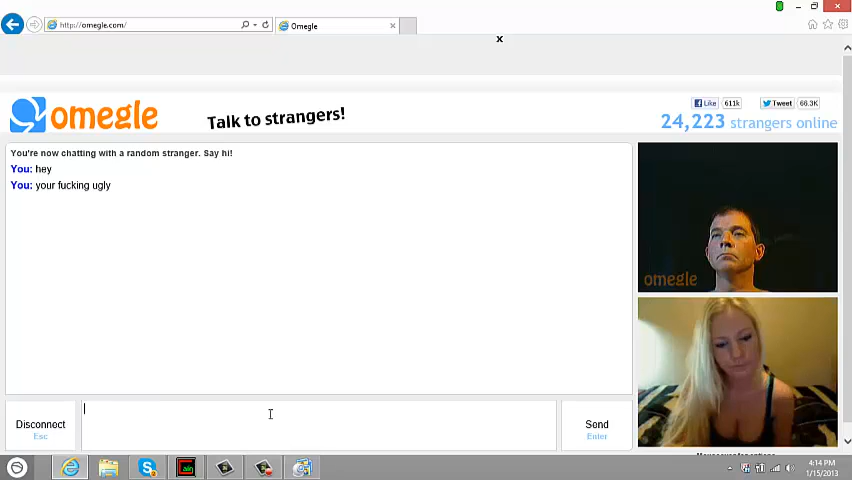 http://omegle.com/
Omegle
x
omegle
Talk to strangers!
Like
611k
Tweet
66.3K
24,223 strangers online
You're now chatting with a random stranger. Say hi!
You: hey
You: your fucking ugly
omegle
Disconnect
Esc
Send
Enter
4:14 PM
1/15/2013